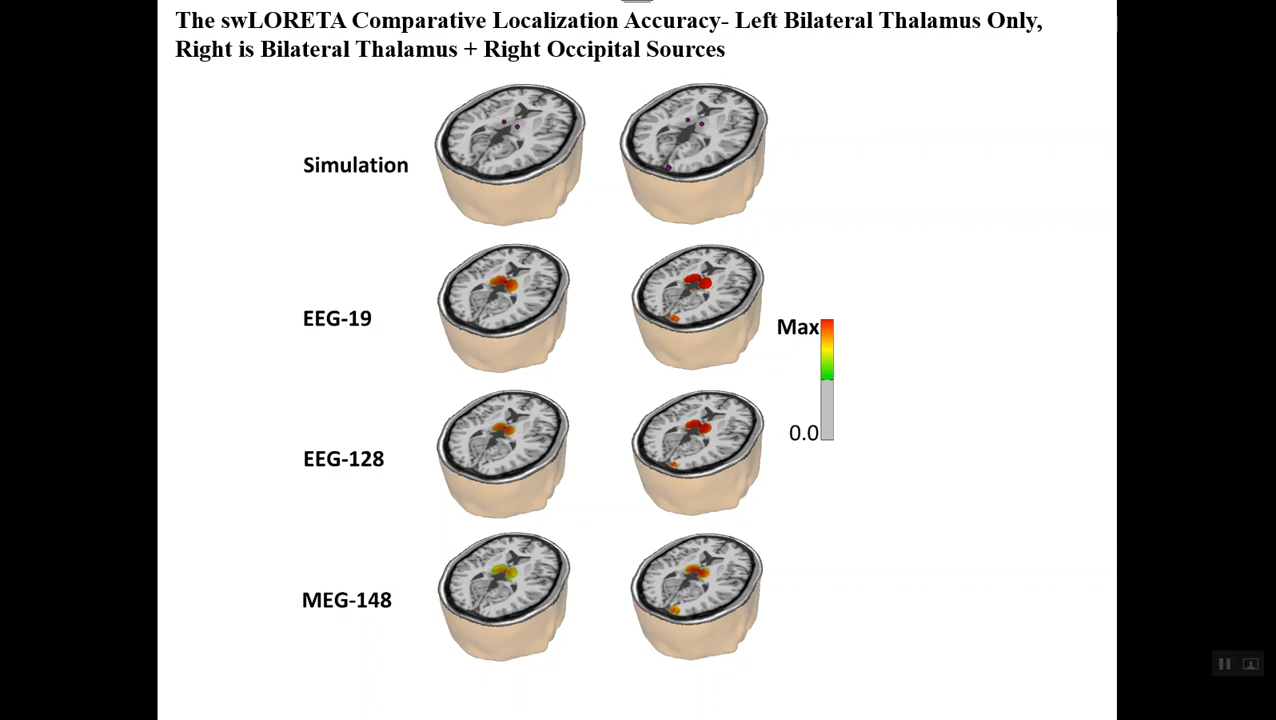 The swLORETA Comparative Localization Accuracy- Left Bilateral Thalamus Only,
Right is Bilateral Thalamus + Right Occipital Sources
Simulation
EEG-19
Max
0.0
EEG-128
MEG-148